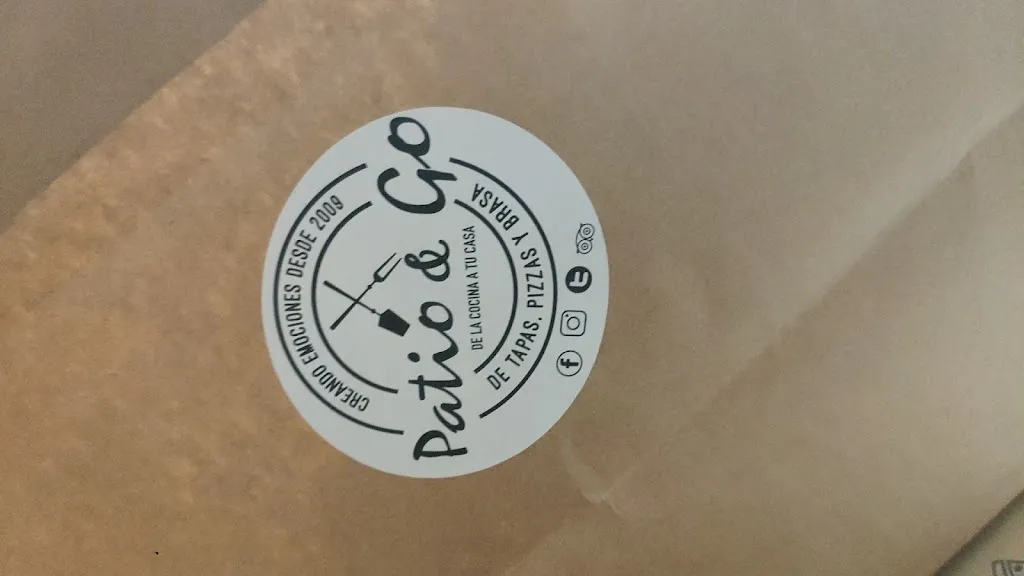 CREANDO EMOCIONES DESDE 2009
Patio & Go
DE LA COCINA A TU CASA
DE TAPAS, PIZZAS Y BRASA